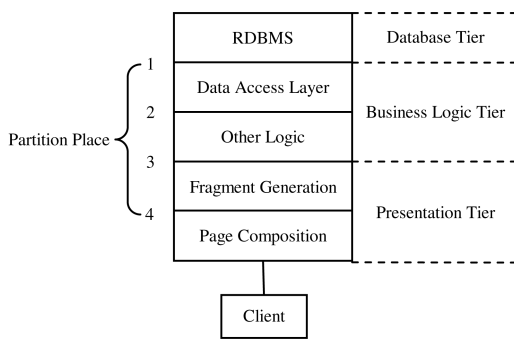 RDBMS
Database Tier
1
Data Access Layer
2
Business Logic Tier
Partition Place
Other Logic
3
Fragment Generation
4
Presentation Tier
Page Composition
Client